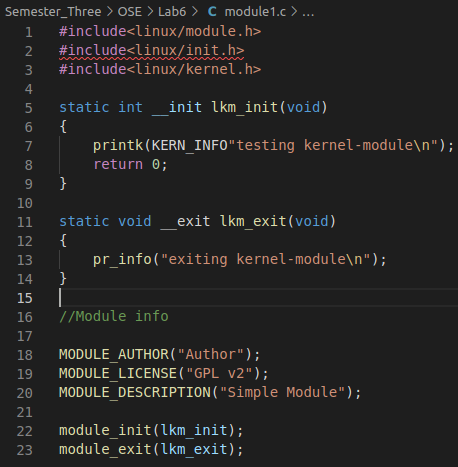 Semester_Three > OSE > Lab6 > C module1.c > ...
1 #include<linux/module.h>
2 #include<linux/init.h>
3 #include<linux/kernel.h>
4
5 static int __init lkm_init(void)
6 {
7     printk(KERN_INFO"testing kernel-module\n");
8     return 0;
9 }
10
11 static void __exit lkm_exit(void)
12 {
13     pr_info("exiting kernel-module\n");
14 }
15
16 //Module info
17
18 MODULE_AUTHOR("Author");
19 MODULE_LICENSE("GPL v2");
20 MODULE_DESCRIPTION("Simple Module");
21
22 module_init(lkm_init);
23 module_exit(lkm_exit);